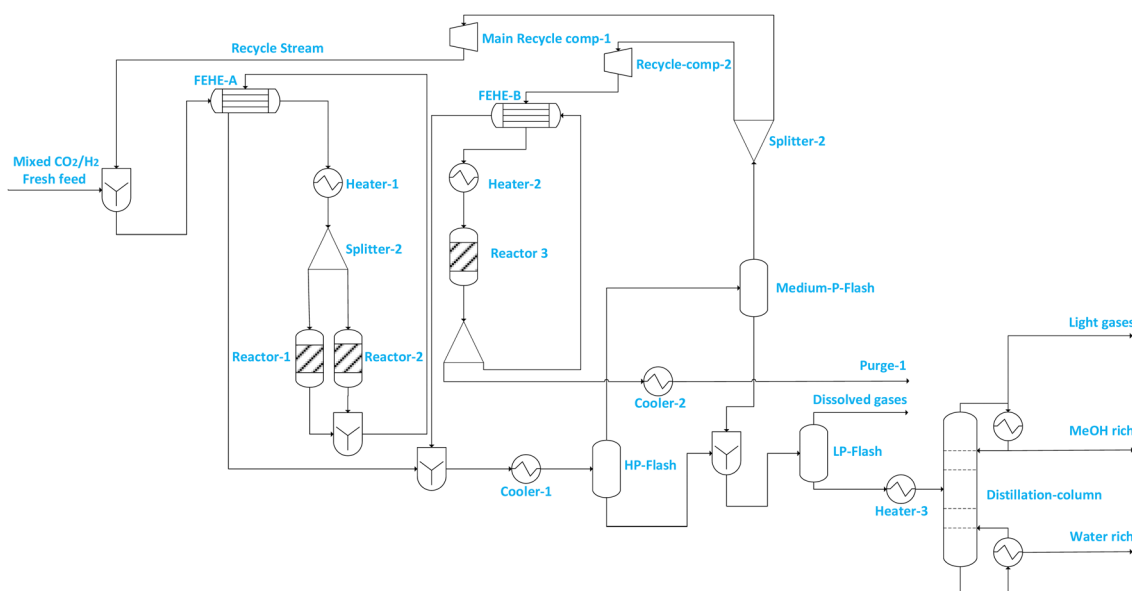 Main Recycle comp-1
Recycle Stream
Recycle-comp-2
FEHE-A
FEHE-B
Splitter-2
Mixed CO2/H2
Fresh feed
Heater-1
Heater-2
Splitter-2
Reactor 3
Medium-P-Flash
Light gases
Reactor-1
Reactor-2
Purge-1
Cooler-2
Dissolved gases
MeOH rich
HP-Flash
LP-Flash
Cooler-1
Heater-3
Distillation-column
Water rich